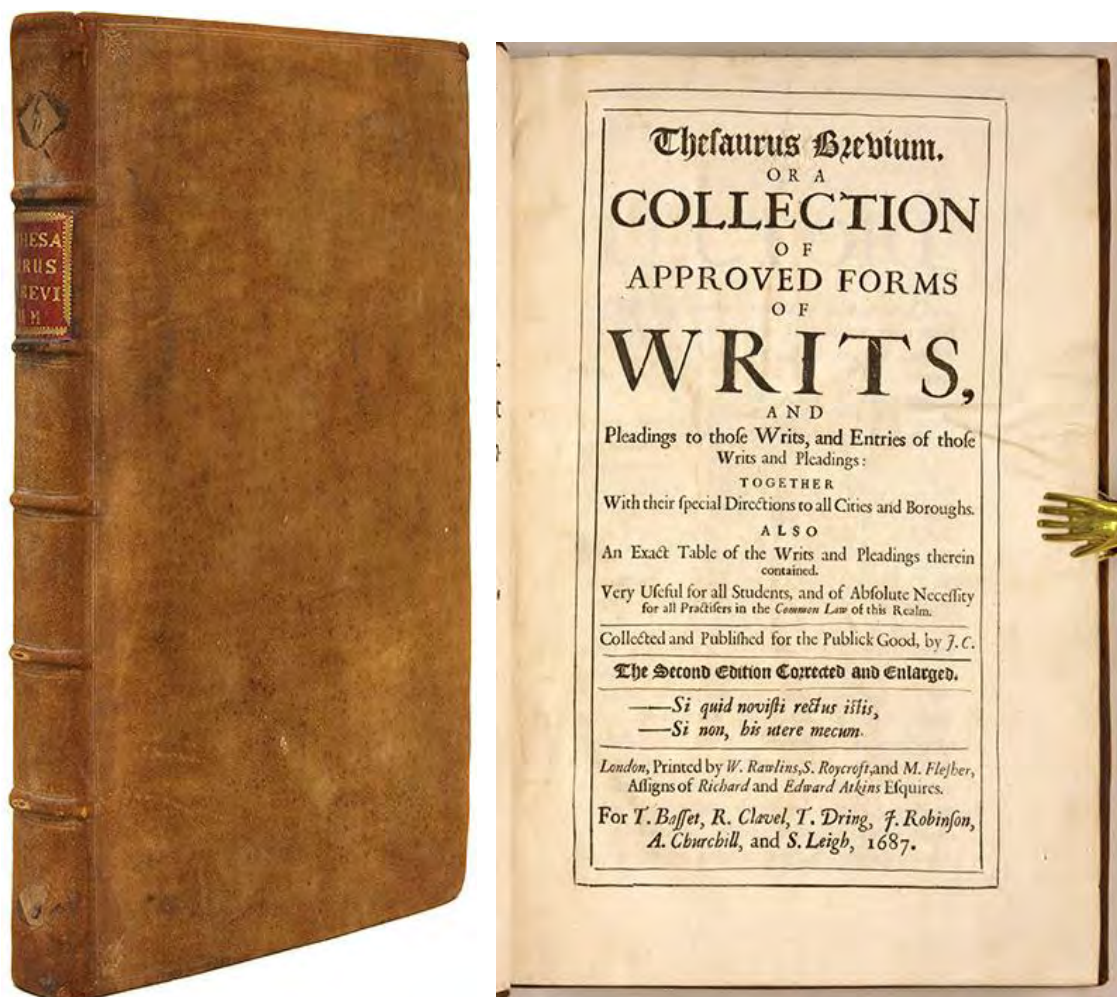 HESA
RUS
REVI
M
Theſaurus Brevium.
OR A
COLLECTION
OF
APPROVED FORMS
OF
WRITS,
AND
Pleadings to thoſe Writs, and Entries of thoſe
Writs and Pleadings:
TOGETHER
With their ſpecial Directions to all Cities and Boroughs.
ALSO
An Exact Table of the Writs and Pleadings therein
contained.
Very Uſeful for all Students, and of Abſolute Neceſſity
for all Practiſers in the Common Law of this Realm.
Collected and Publiſhed for the Publick Good, by J. C.
The Second Edition Corrected and Enlarged.
——Si quid noviſti rectus iſtis,
——Si non, his utere mecum.
London, Printed by W. Rawlins, S. Roycroft, and M. Fleſher,
Aſſigns of Richard and Edward Atkins Eſquires.
For T. Baſſet, R. Clavel, T. Dring, J. Robinſon,
A. Churchill, and S. Leigh, 1687.